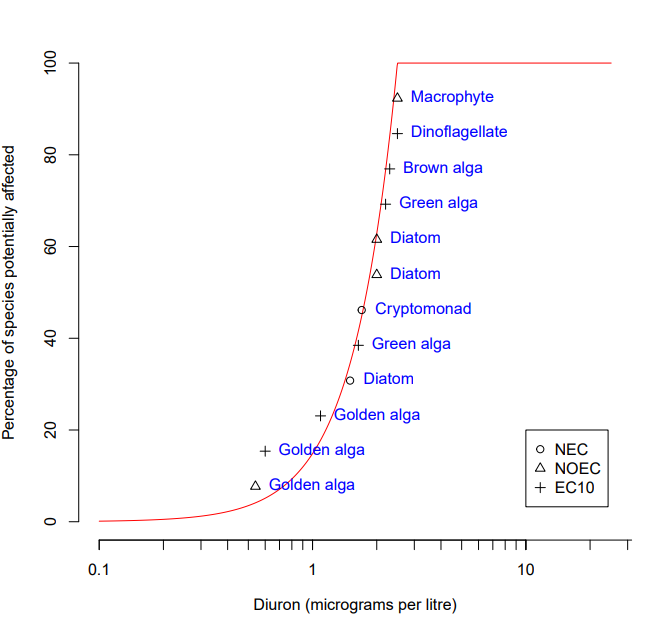 100
80
60
40
20
0
Percentage of species potentially affected
Macrophyte
Dinoflagellate
Brown alga
Green alga
Diatom
Diatom
Cryptomonad
Green alga
Diatom
Golden alga
Golden alga
Golden alga
NEC
NOEC
EC10
0.1 1 10
Diuron (micrograms per litre)